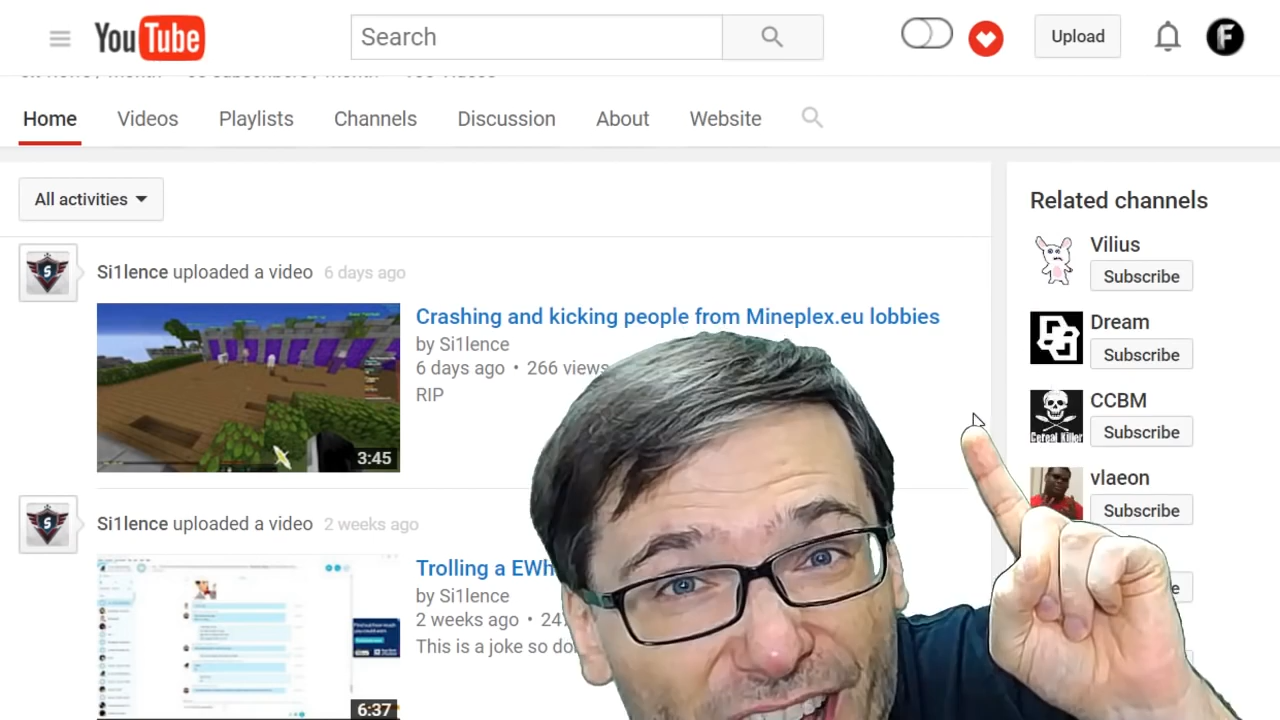 YouTube
Search
Upload
F
Home Videos Playlists Channels Discussion About Website
All activities
Related channels
Si1lence uploaded a video 6 days ago
Crashing and kicking people from Mineplex.eu lobbies
by Si1lence
6 days ago • 266 views
RIP
3:45
Si1lence uploaded a video 2 weeks ago
Trolling a EWh
by Si1lence
2 weeks ago • 24
This is a joke so do
6:37
Vilius
Subscribe
Dream
Subscribe
CCBM
Cereal Killer
Subscribe
vlaeon
Subscribe